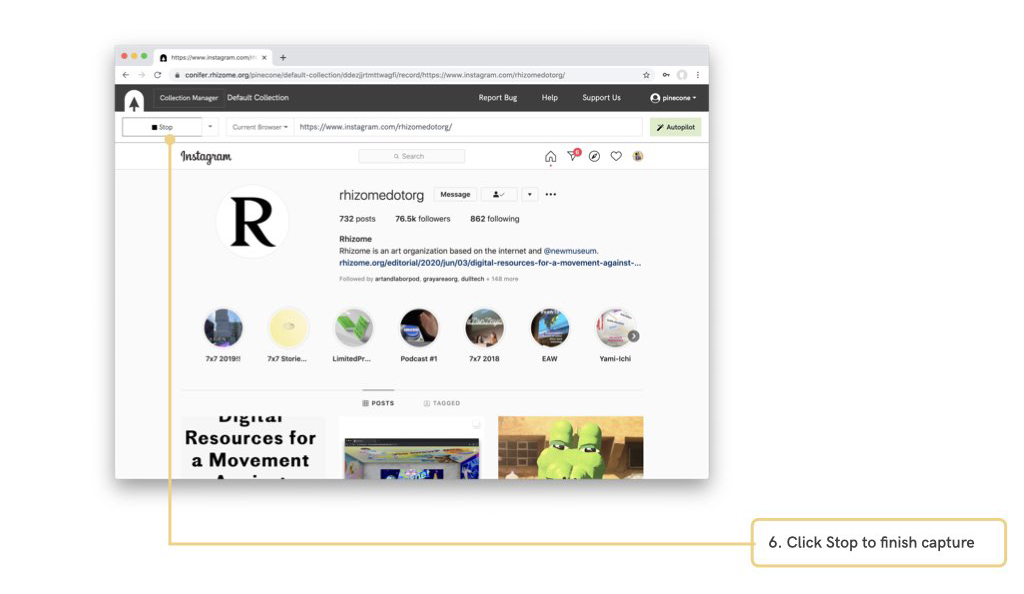 https://www.instagram.com/rh
conifer.rhizome.org/pinecone/default-collection/ddezjjrtmttwagfi/record/https://www.instagram.com/rhizomedotorg/
Collection Manager Default Collection Report Bug Help Support Us pinecone
Stop Current Browser https://www.instagram.com/rhizomedotorg/ Autopilot
Instagram Search 6
R
rhizomedotorg Message
732 posts 76.5k followers 862 following
Rhizome
Rhizome is an art organization based on the internet and @newmuseum.
rhizome.org/editorial/2020/jun/03/digital-resources-for-a-movement-against-...
Followed by artandlaborpod, grayareaorg, dulltech + 148 more
7x7 2019!! 7x7 Storie... LimitedPr... Podcast #1 7x7 2018 EAW Yami-Ichi
POSTS TAGGED
Digital
Resources for
a Movement
Against
6. Click Stop to finish capture